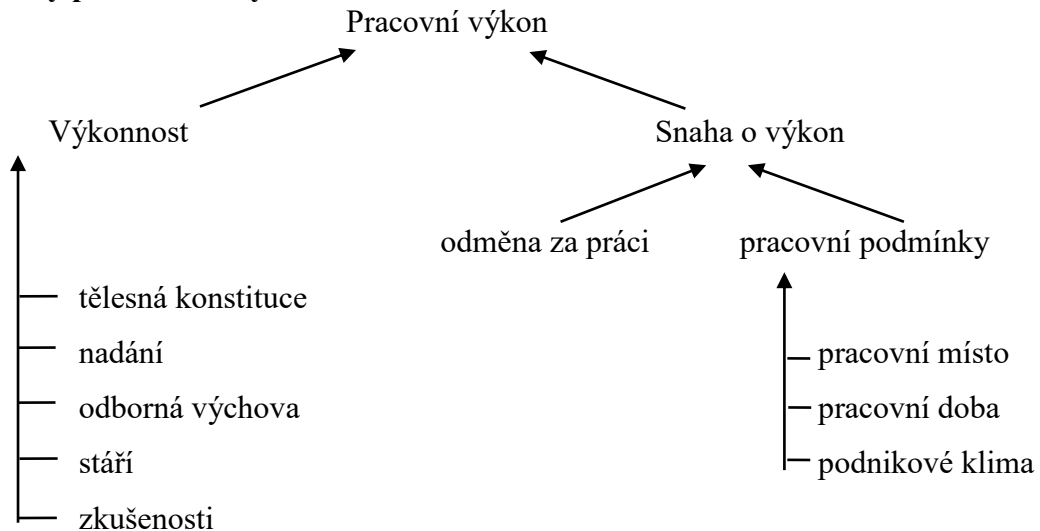 Pracovní výkon
Výkonnost
Snaha o výkon
odměna za práci
pracovní podmínky
tělesná konstituce
nadání
odborná výchova
stáří
zkušenosti
pracovní místo
pracovní doba
podnikové klima